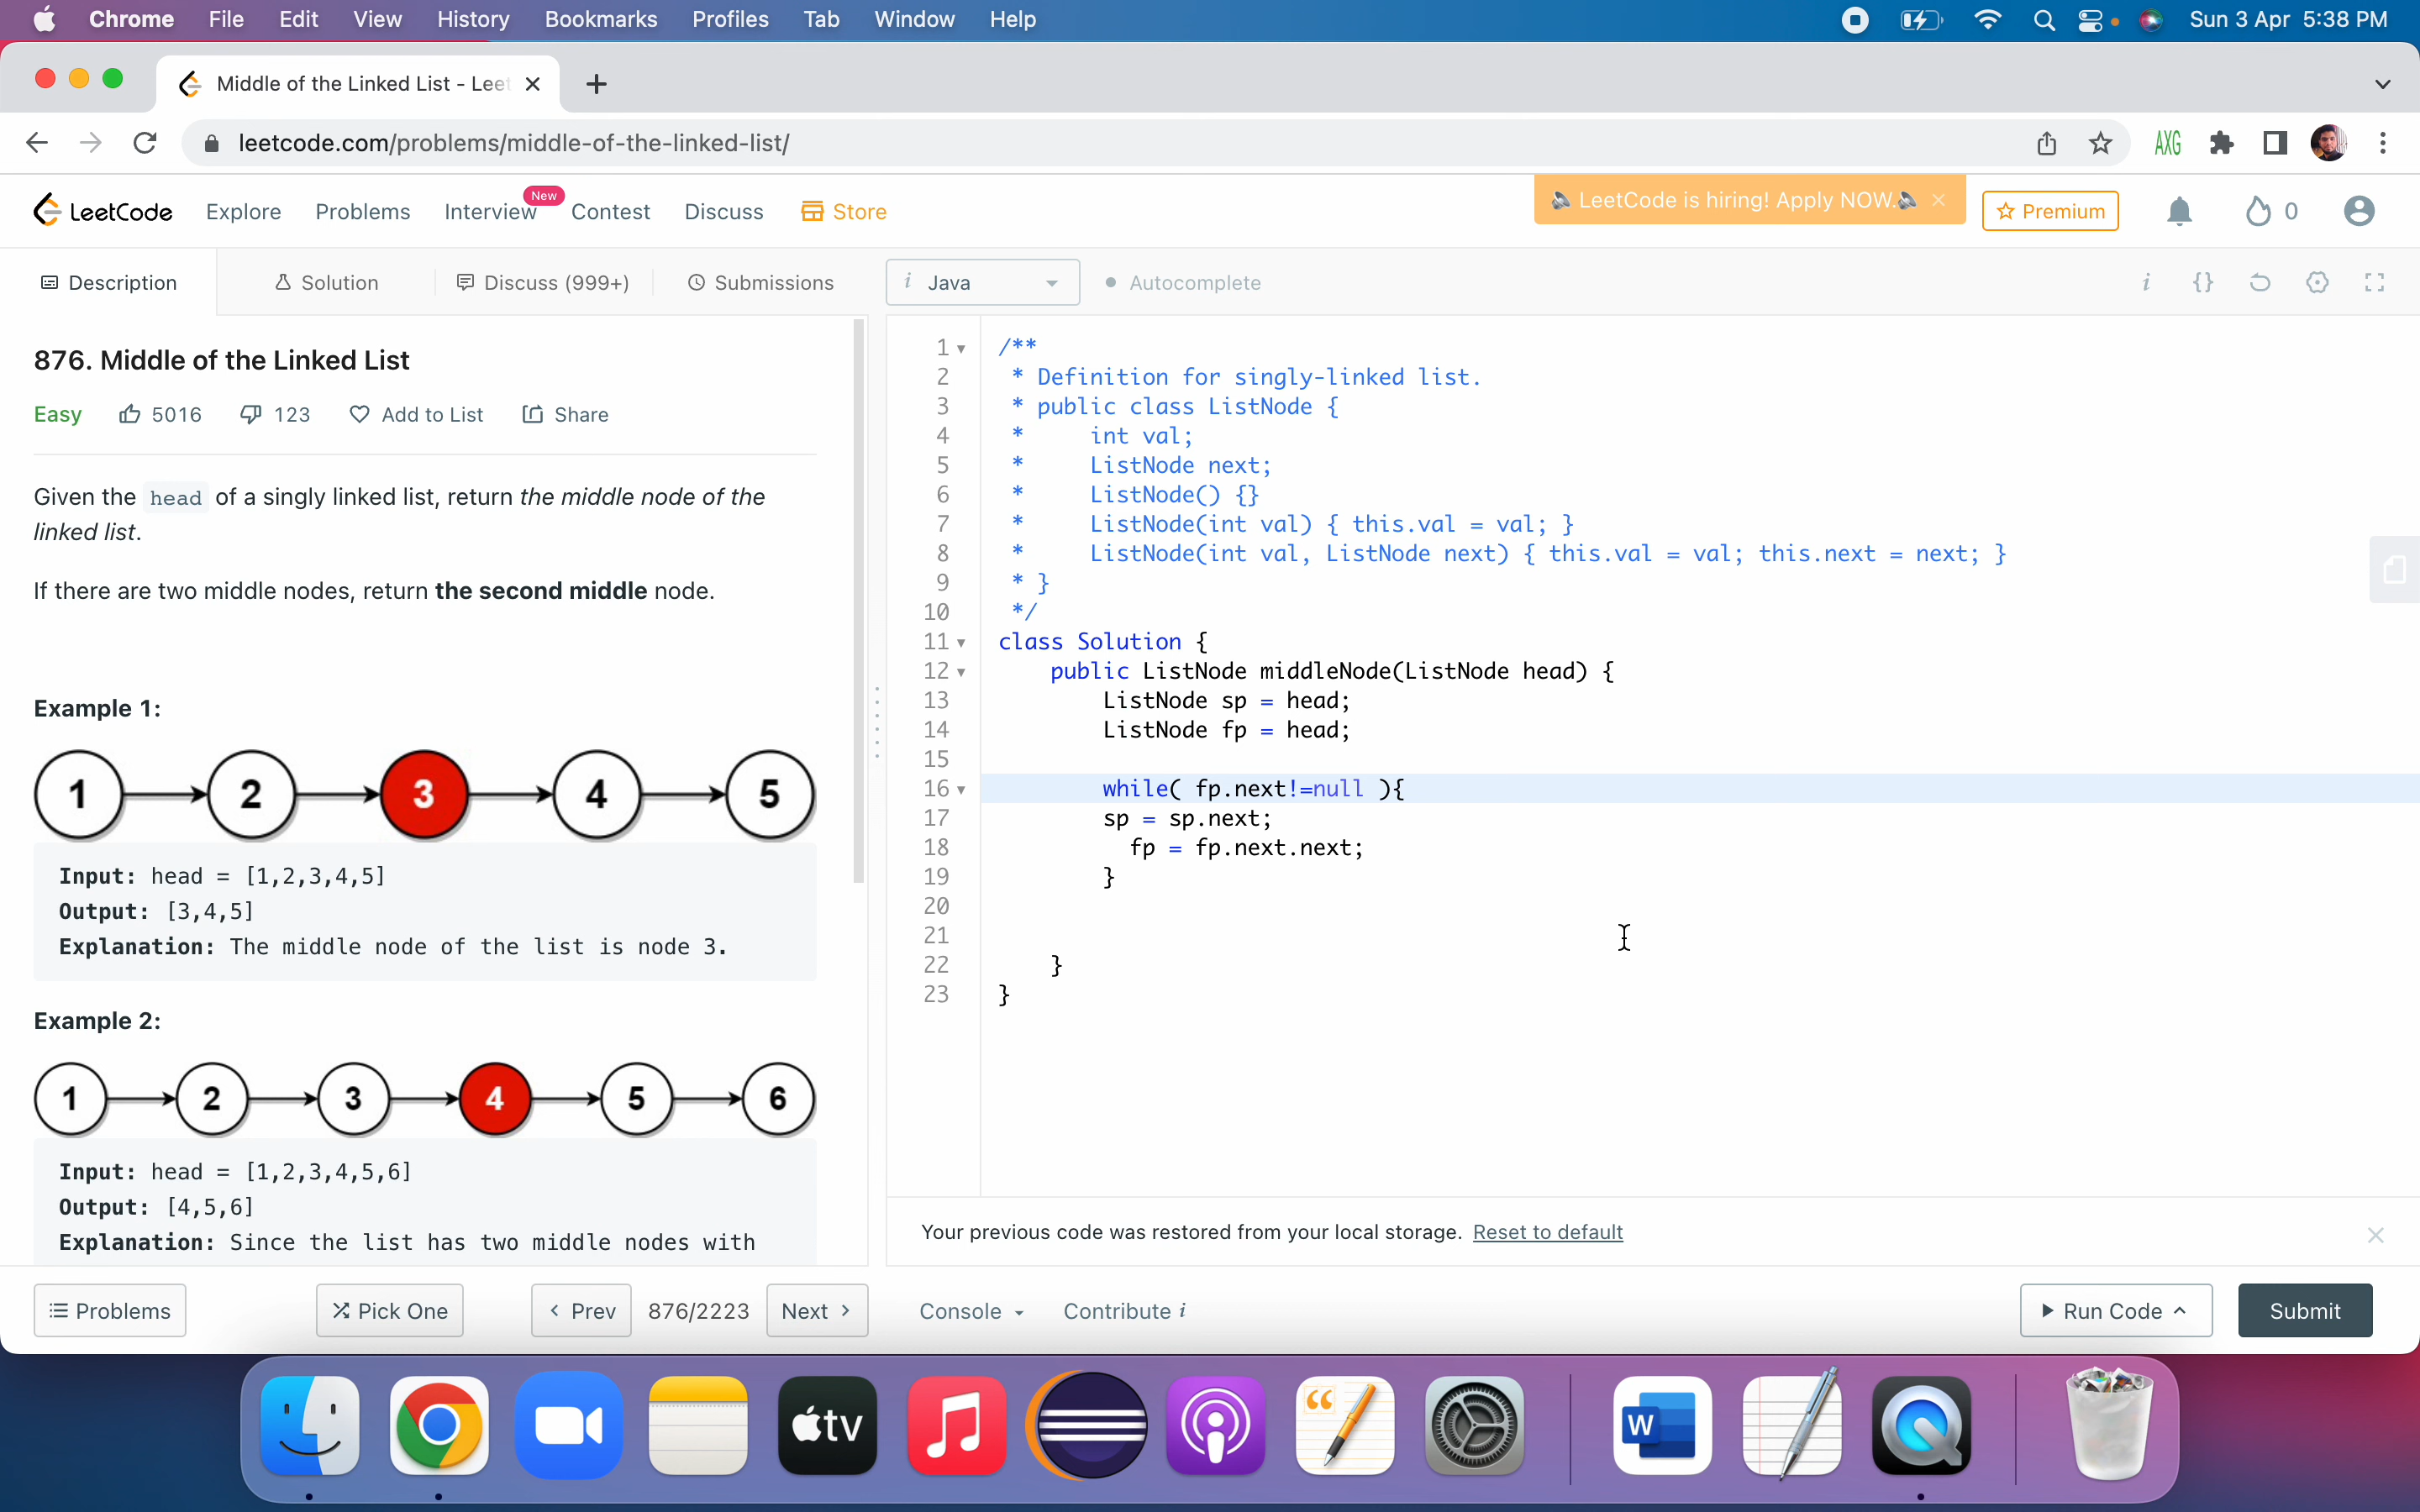 Chrome File Edit View History Bookmarks Profiles Tab Window Help Sun 3 Apr 5:38 PM
Middle of the Linked List - Leet
leetcode.com/problems/middle-of-the-linked-list/ AXG
LeetCode Explore Problems Interview New Contest Discuss Store LeetCode is hiring! Apply NOW. Premium 0
Description Solution Discuss (999+) Submissions i Java Autocomplete i {}
876. Middle of the Linked List
Easy 5016 123 Add to List Share
Given the head of a singly linked list, return the middle node of the
linked list.
If there are two middle nodes, return the second middle node.
Example 1:
1 2 3 4 5
Input: head = [1,2,3,4,5]
Output: [3,4,5]
Explanation: The middle node of the list is node 3.
Example 2:
1 2 3 4 5 6
Input: head = [1,2,3,4,5,6]
Output: [4,5,6]
Explanation: Since the list has two middle nodes with
1 /**
2 * Definition for singly-linked list.
3 * public class ListNode {
4 *     int val;
5 *     ListNode next;
6 *     ListNode() {}
7 *     ListNode(int val) { this.val = val; }
8 *     ListNode(int val, ListNode next) { this.val = val; this.next = next; }
9 * }
10 */
11 class Solution {
12     public ListNode middleNode(ListNode head) {
13         ListNode sp = head;
14         ListNode fp = head;
15
16         while( fp.next!=null ){
17         sp = sp.next;
18           fp = fp.next.next;
19         }
20
21
22     }
23 }
Your previous code was restored from your local storage. Reset to default
Problems Pick One Prev 876/2223 Next Console Contribute i Run Code Submit
tv W